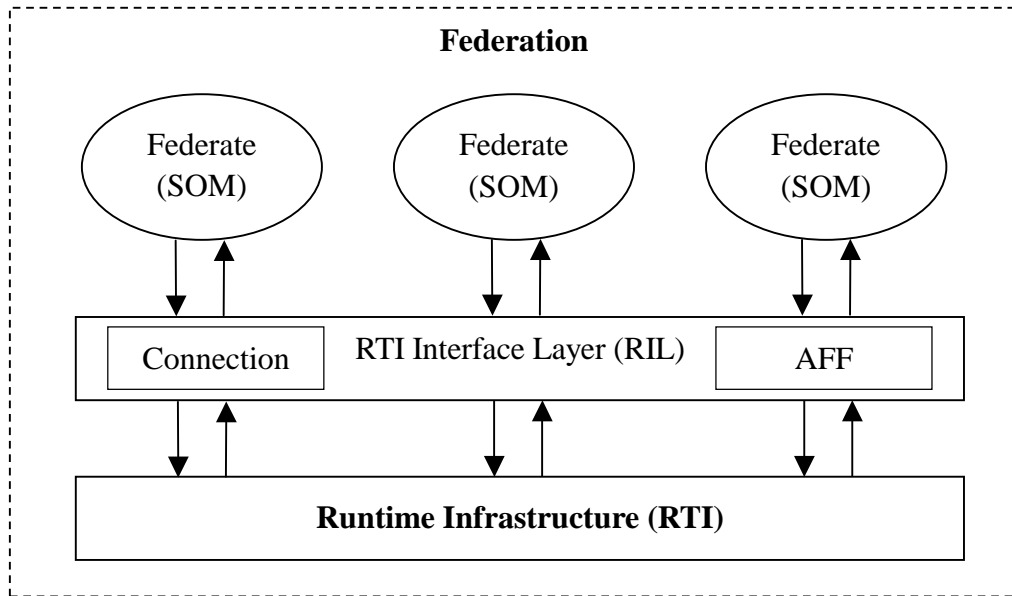 Federation
Federate
(SOM)
Federate
(SOM)
Federate
(SOM)
Connection
RTI Interface Layer (RIL)
AFF
Runtime Infrastructure (RTI)